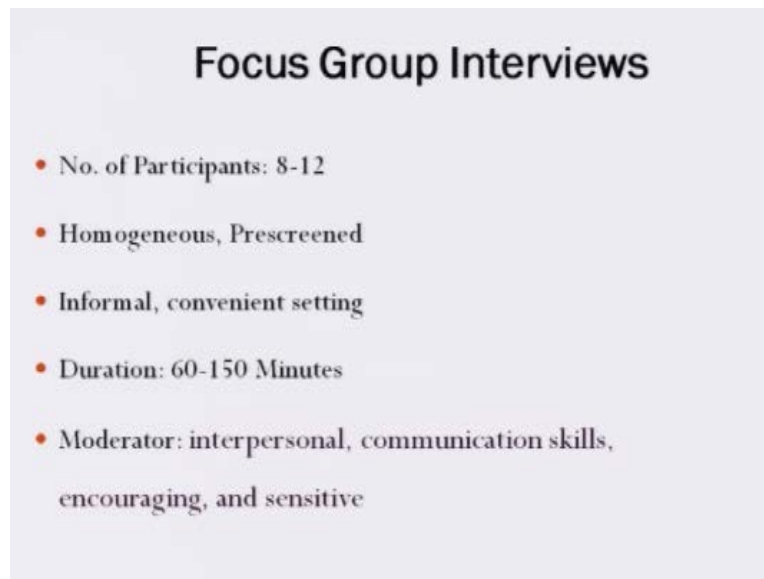 Focus Group Interviews
• No. of Participants: 8-12
• Homogeneous, Prescreened
• Informal, convenient setting
• Duration: 60-150 Minutes
• Moderator: interpersonal, communication skills,
encouraging, and sensitive